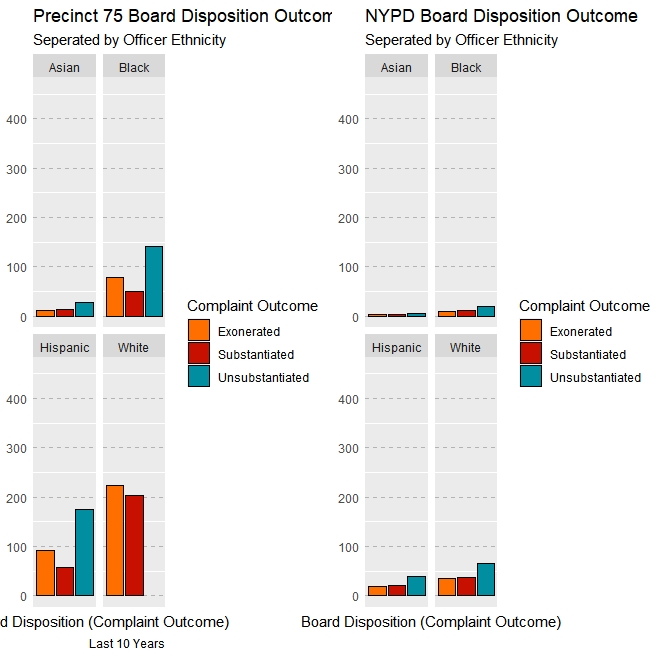 Precinct 75 Board Disposition Outcom
Seperated by Officer Ethnicity
Asian
Black
400
300
200
100
0
Hispanic
White
400
300
200
100
0
Complaint Outcome
Exonerated
Substantiated
Unsubstantiated
d Disposition (Complaint Outcome)
Last 10 Years
NYPD Board Disposition Outcome
Seperated by Officer Ethnicity
Asian
Black
400
300
200
100
0
Hispanic
White
400
300
200
100
0
Complaint Outcome
Exonerated
Substantiated
Unsubstantiated
Board Disposition (Complaint Outcome)